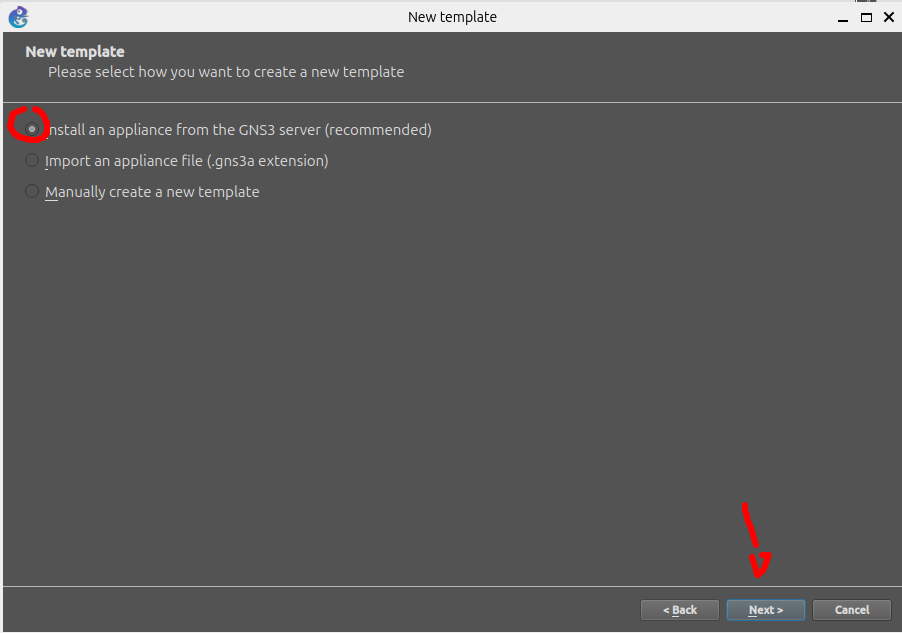 New template
New template
Please select how you want to create a new template
Install an appliance from the GNS3 server (recommended)
Import an appliance file (.gns3a extension)
Manually create a new template
< Back
Next >
Cancel